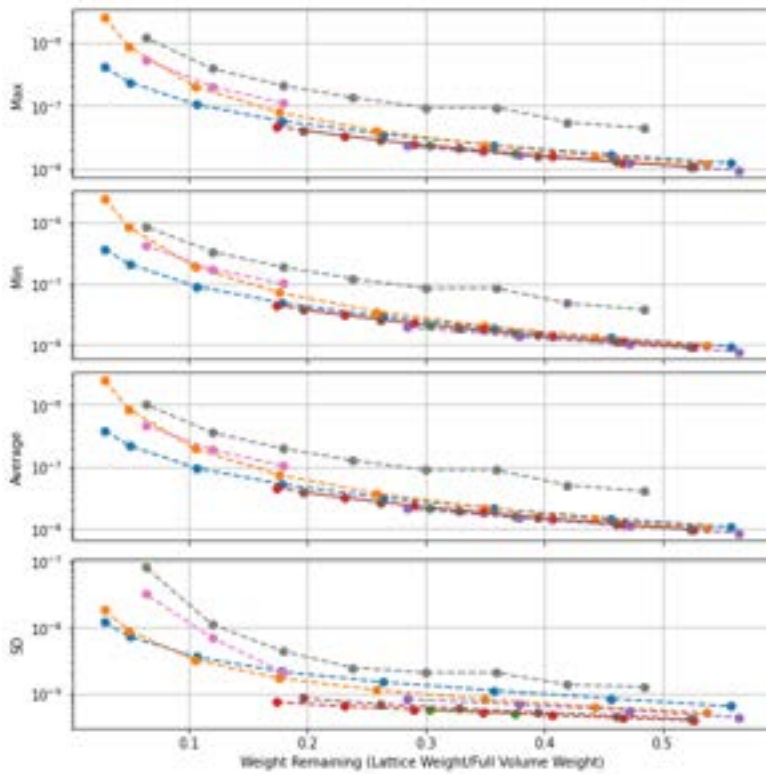 10⁻⁶
10⁻⁷
10⁻⁸
Max
10⁻⁶
10⁻⁷
10⁻⁸
Min
10⁻⁶
10⁻⁷
10⁻⁸
Average
10⁻⁷
10⁻⁸
10⁻⁹
SD
0.1 0.2 0.3 0.4 0.5
Weight Remaining (Lattice Weight/Full Volume Weight)